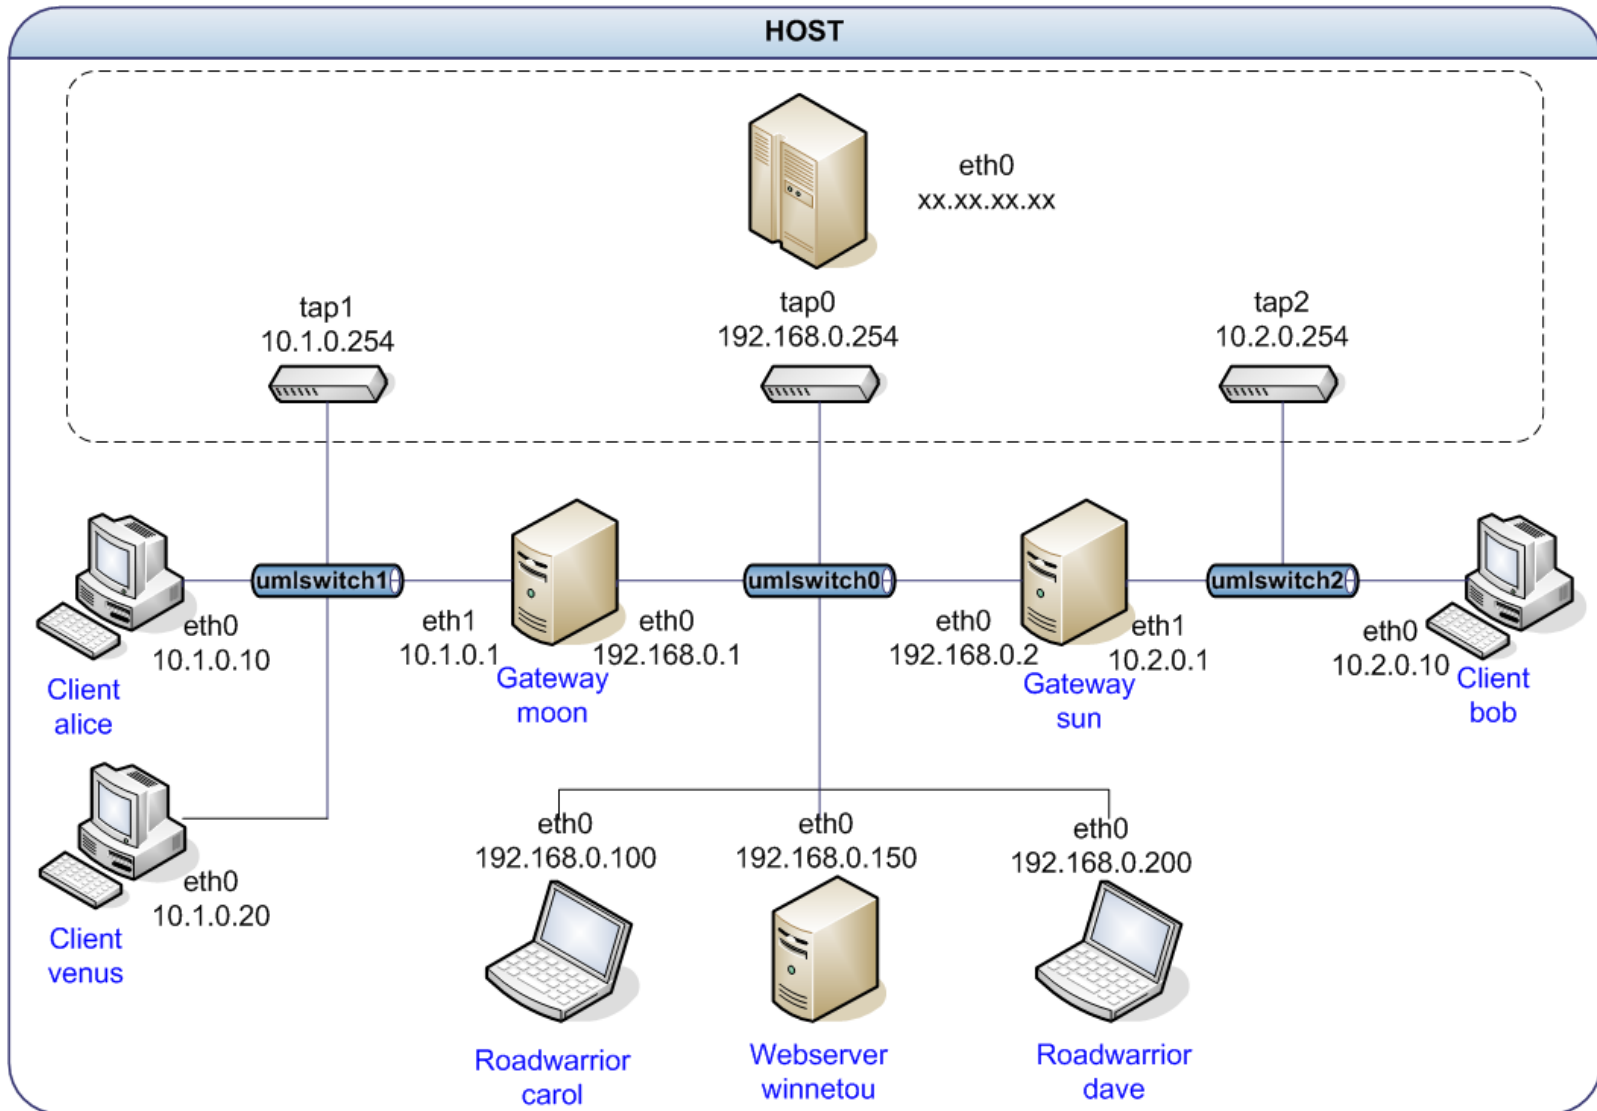 HOST
eth0
xx.xx.xx.xx
tap1
10.1.0.254
tap0
192.168.0.254
tap2
10.2.0.254
umlswitch1
umlswitch0
umlswitch2
eth0
10.1.0.10
Client
alice
eth1
10.1.0.1
eth0
192.168.0.1
Gateway
moon
eth0
192.168.0.2
eth1
10.2.0.1
Gateway
sun
eth0
10.2.0.10
Client
bob
eth0
10.1.0.20
Client
venus
eth0
192.168.0.100
Roadwarrior
carol
eth0
192.168.0.150
Webserver
winnetou
eth0
192.168.0.200
Roadwarrior
dave